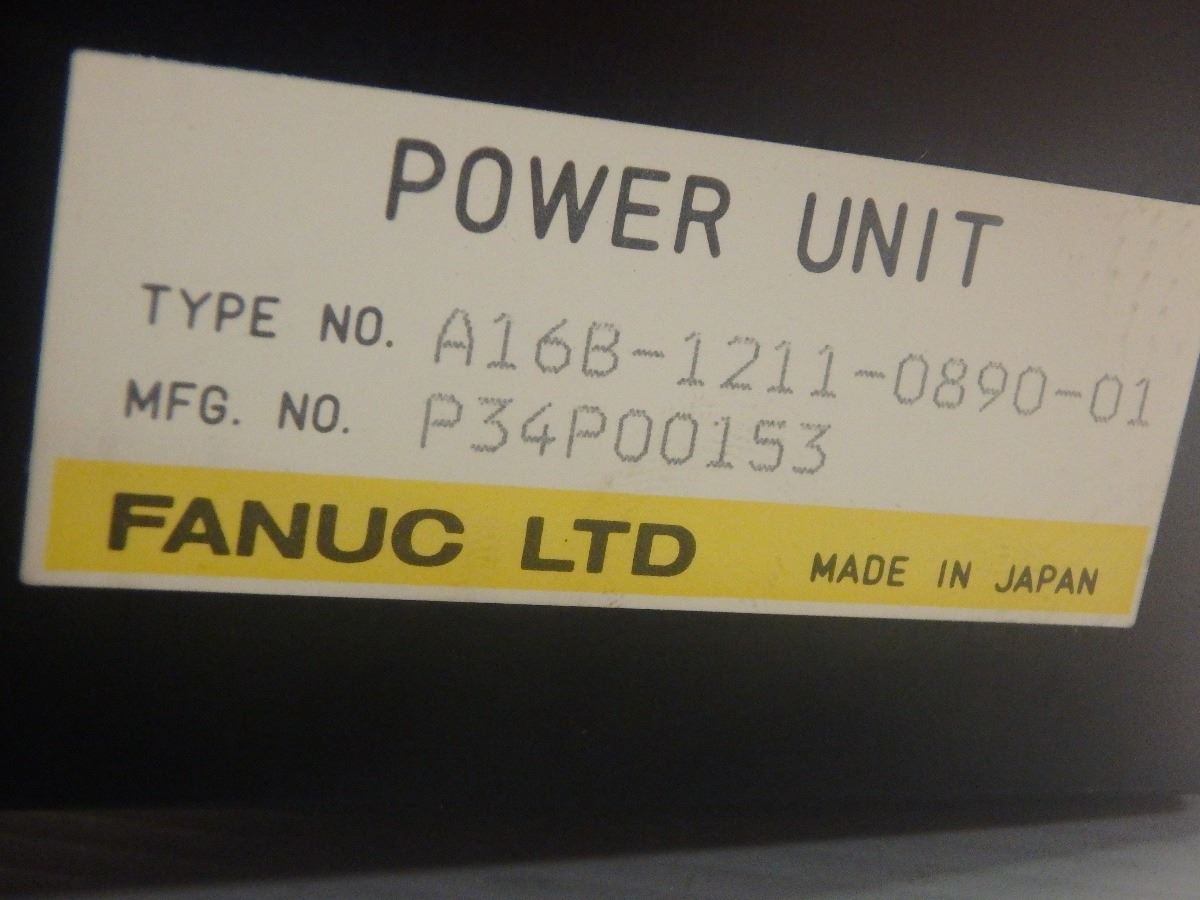 POWER UNIT
TYPE NO. A16B-1211-0890-01
MFG. NO. P34P00153
FANUC LTD MADE IN JAPAN